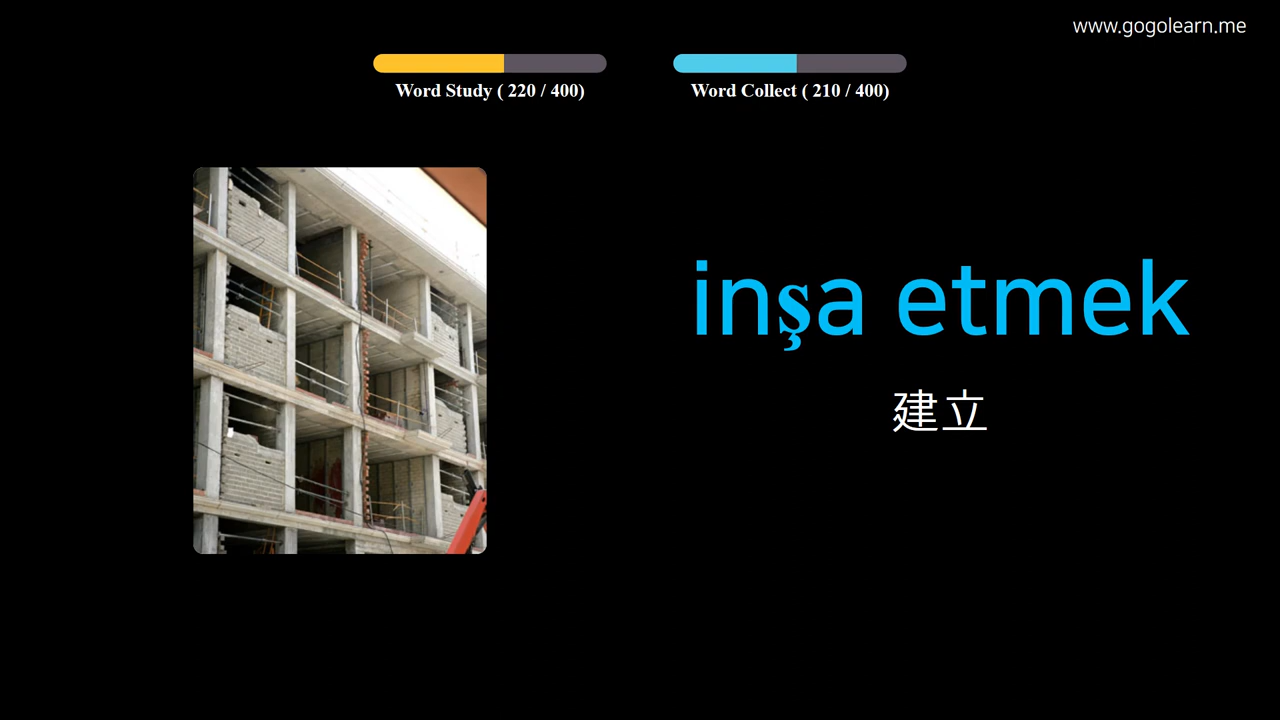 www.gogolearn.me
Word Study ( 220 / 400)
Word Collect ( 210 / 400)
inşa etmek
建立